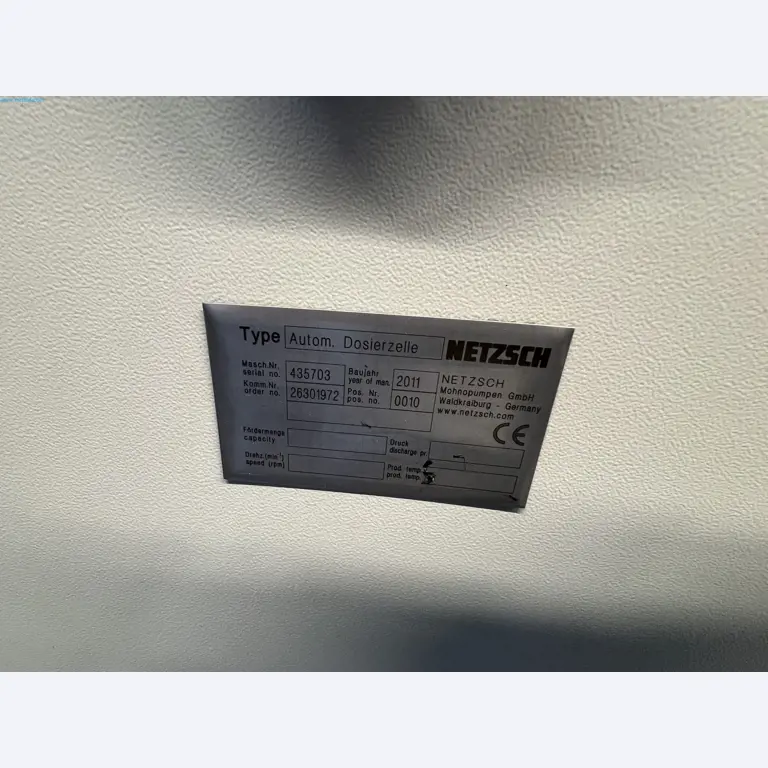 Type Autom. Dosierzelle NETZSCH
Masch.Nr. serial no. 435703 Baujahr year of man. 2011
Komm.Nr. order no. 26301972 Pos. Nr. pos. no. 0010
NETZSCH
Mohnopumpen GmbH
Waldkraiburg - Germany
www.netzsch.com
CE
Fördermenge
capacity
Druck
discharge pr.
Drehz.(min⁻¹)
speed (rpm)
Prod. temp.
prod. temp.